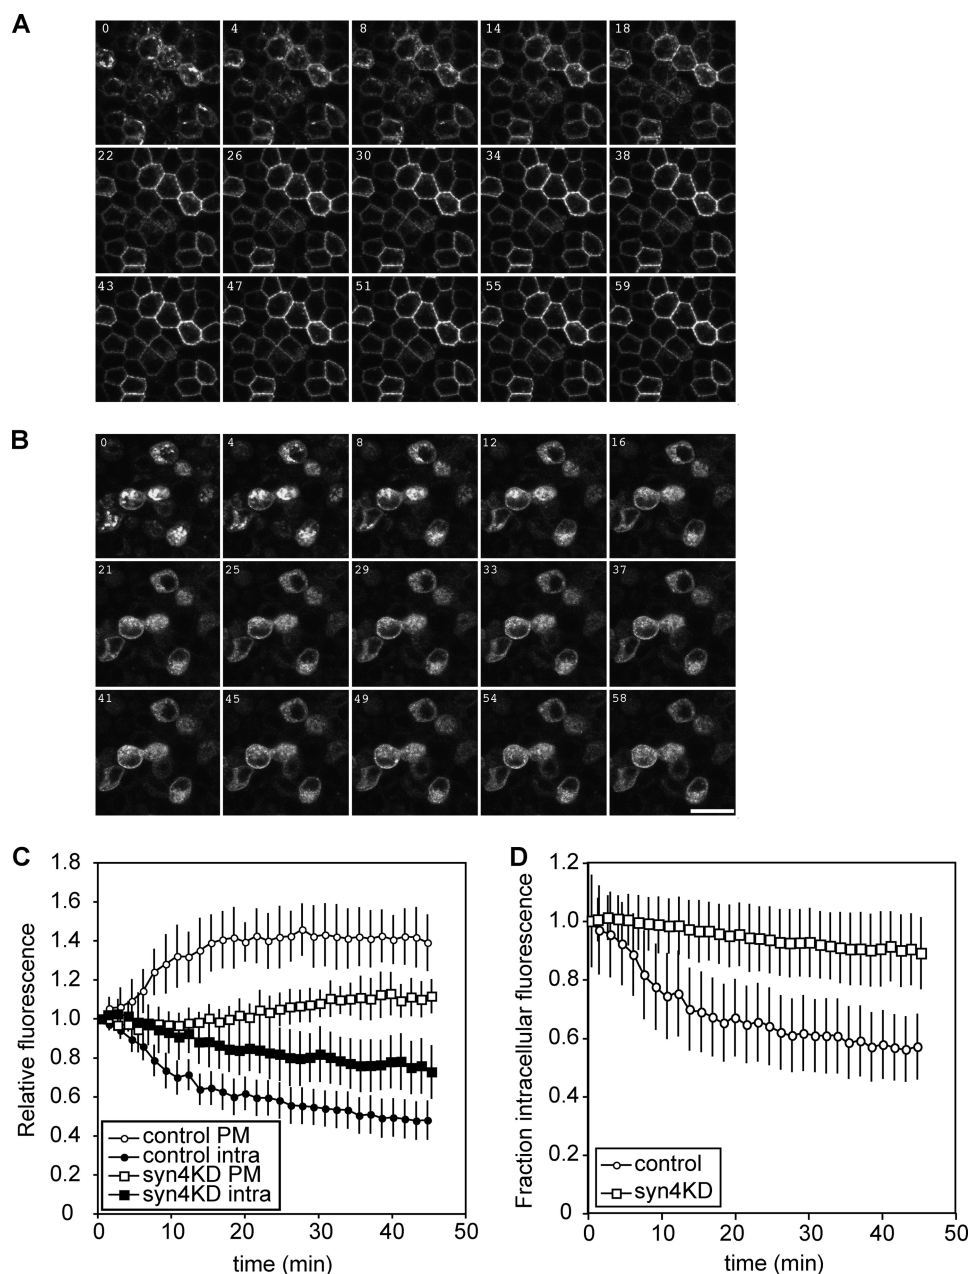 A
0 4 8 14 18
22 26 30 34 38
43 47 51 55 59
B
0 4 8 12 16
21 25 29 33 37
41 45 49 54 58
C
1.8
1.6
1.4
1.2
1.0
0.8
0.6
0.4
0.2
0
Relative fluorescence
control PM
control intra
syn4KD PM
syn4KD intra
0 10 20 30 40 50
time (min)
D
1.2
1.0
0.8
0.6
0.4
0.2
0
Fraction intracellular fluorescence
control
syn4KD
0 10 20 30 40 50
time (min)